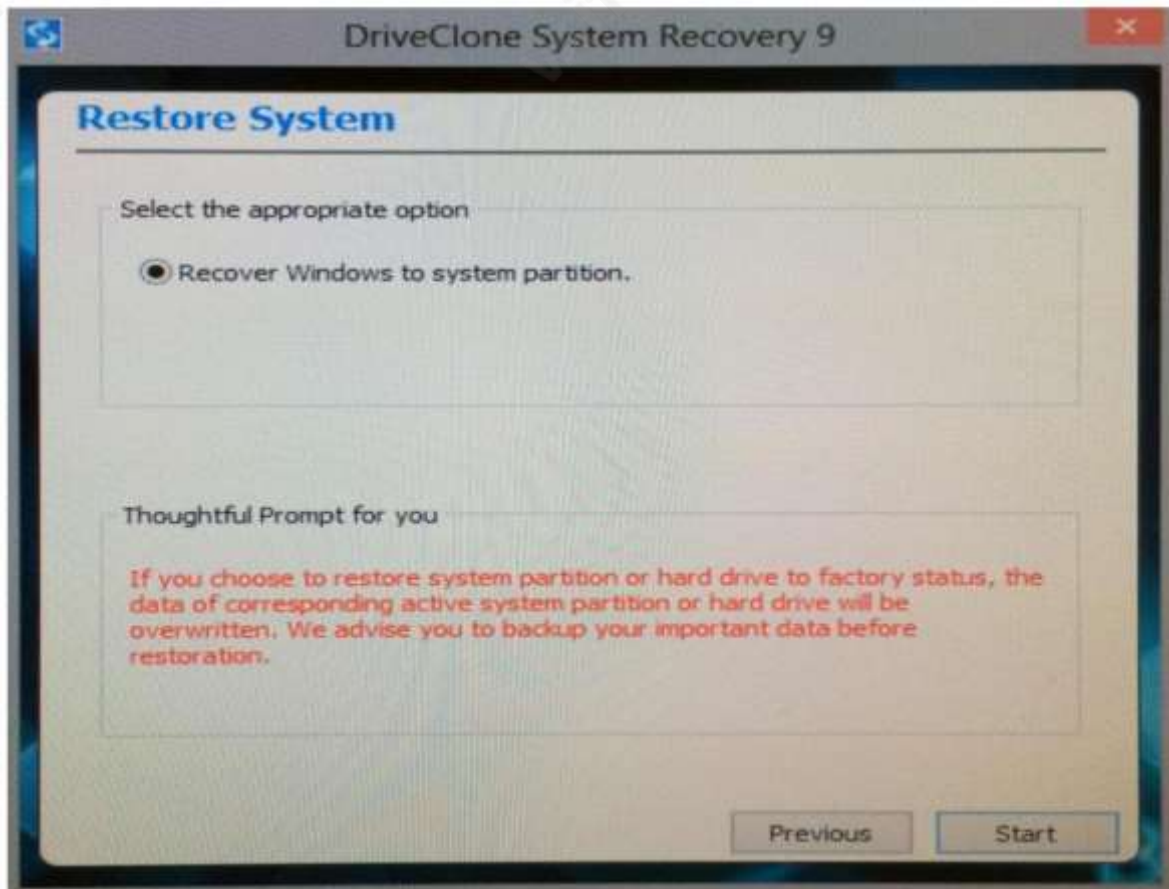 DriveClone System Recovery 9
Restore System
Select the appropriate option
Recover Windows to system partition.
Thoughtful Prompt for you
If you choose to restore system partition or hard drive to factory status, the
data of corresponding active system partition or hard drive will be
overwritten. We advise you to backup your important data before
restoration.
Previous
Start